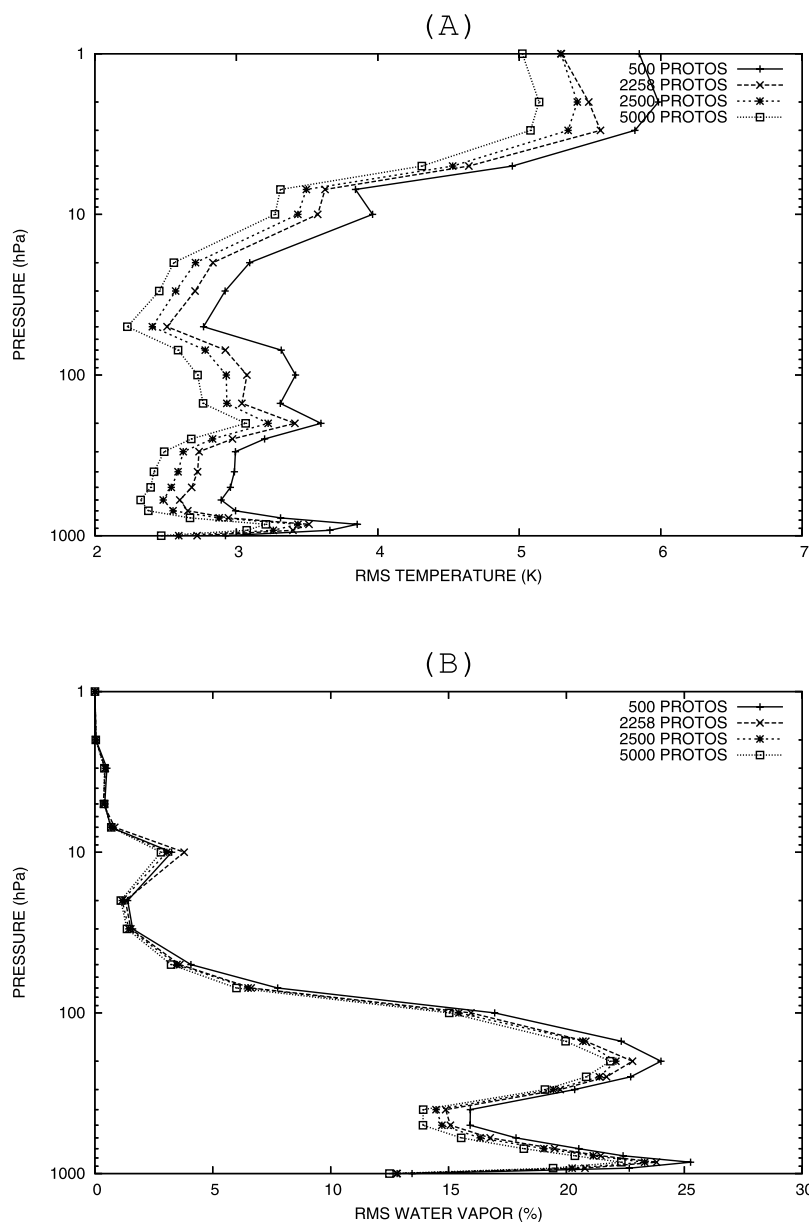 (A)
1
10
100
1000
PRESSURE (hPa)
500 PROTOS
2258 PROTOS
2500 PROTOS
5000 PROTOS
2 3 4 5 6 7
RMS TEMPERATURE (K)
(B)
1
10
100
1000
PRESSURE (hPa)
500 PROTOS
2258 PROTOS
2500 PROTOS
5000 PROTOS
0 5 10 15 20 25 30
RMS WATER VAPOR (%)